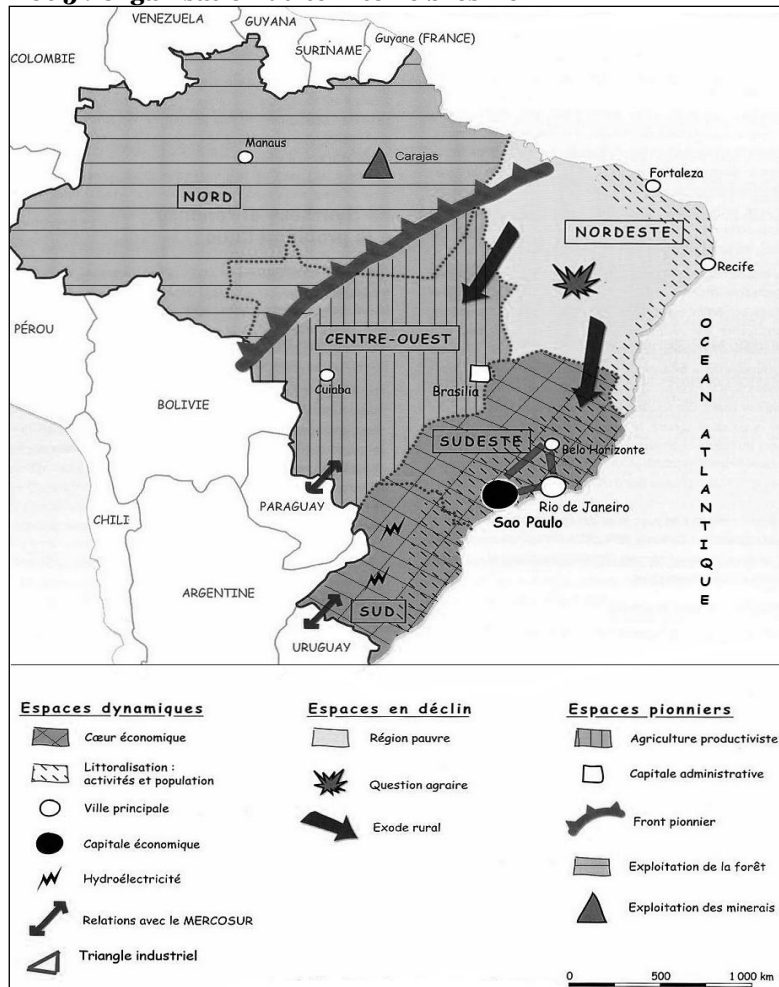 VENEZUELA
GUYANA
SURINAME
Guyane (FRANCE)
COLOMBIE
Manaus
Carajas
Fortaleza
NORD
NORDESTE
Recife
PÉROU
CENTRE-OUEST
Cuiaba
Brasilia
BOLIVIE
SUDESTE
Bélo Horizonte
PARAGUAY
Rio de Janeiro
Sao Paulo
CHILI
ARGENTINE
SUD
URUGUAY
OCEAN ATLANTIQUE
Espaces dynamiques
Cœur économique
Littoralisation :
activités et population
Ville principale
Capitale économique
Hydroélectricité
Relations avec le MERCOSUR
Triangle industriel
Espaces en déclin
Région pauvre
Question agraire
Exode rural
Espaces pionniers
Agriculture productiviste
Capitale administrative
Front pionnier
Exploitation de la forêt
Exploitation des minerais
0 500 1 000 km